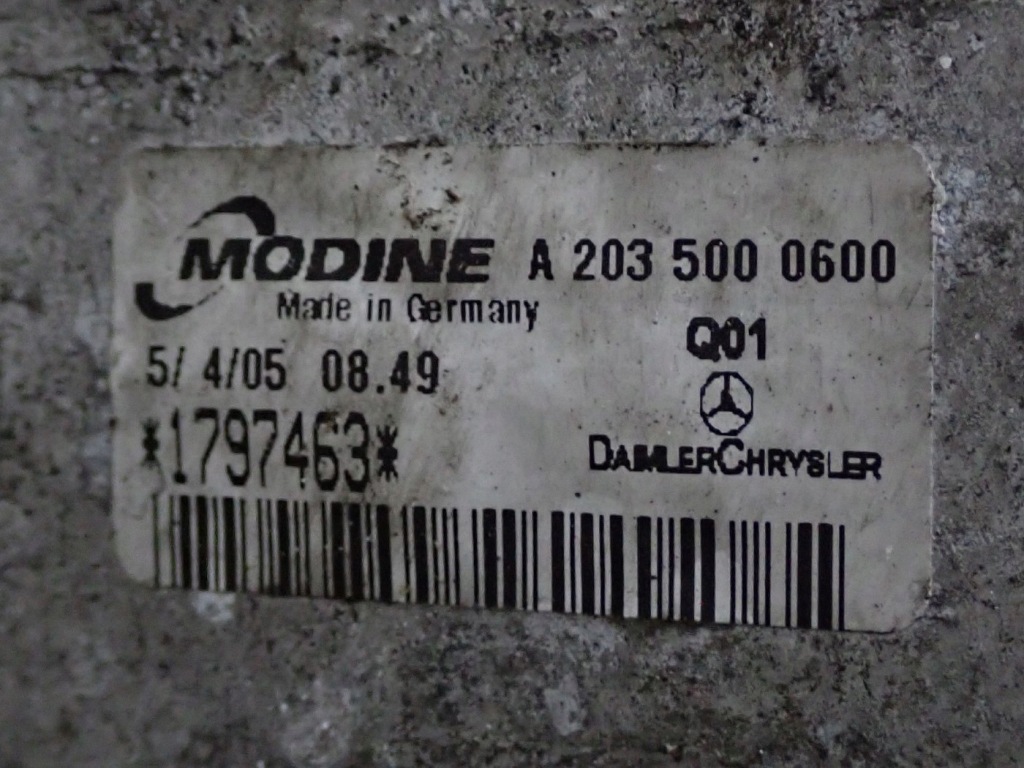 MODINE A 203 500 0600
Made in Germany
Q01
5/ 4/05 08.49
*1797463*
DAIMLERCHRYSLER